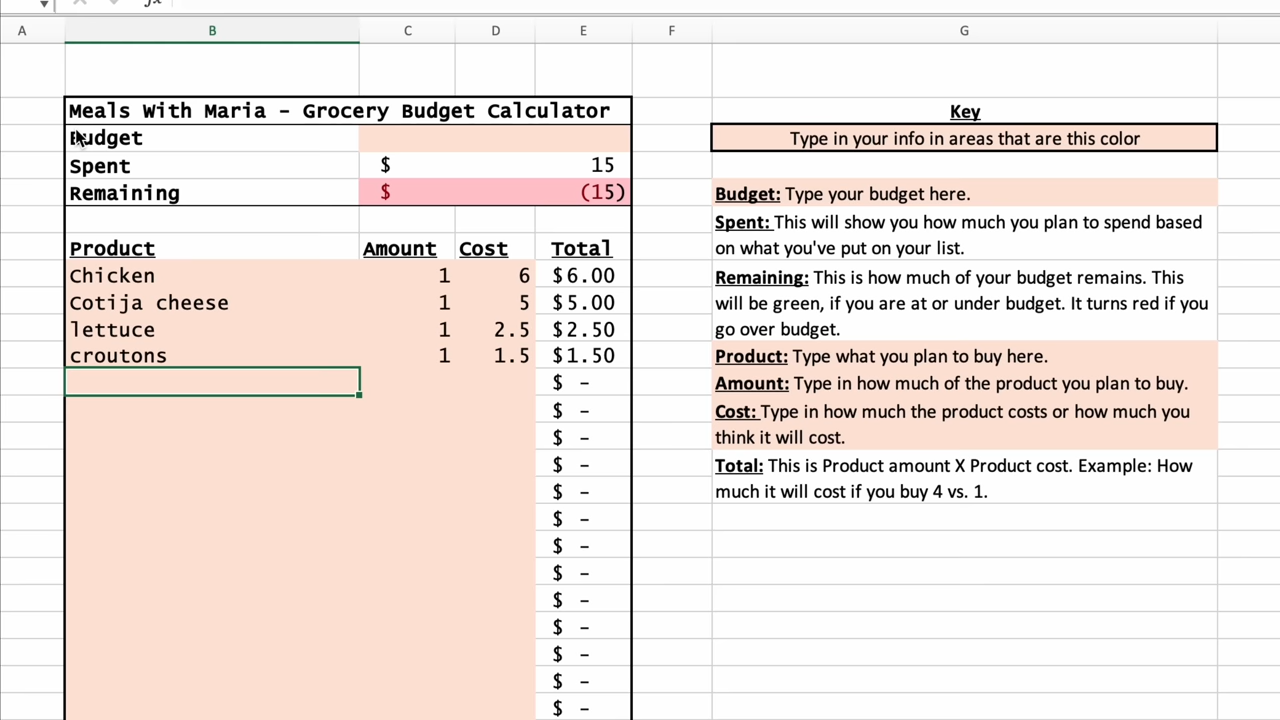 fx
A B C D E F G
Meals With Maria - Grocery Budget Calculator
Budget
Spent $ 15
Remaining $ (15)
Product Amount Cost Total
Chicken 1 6 $6.00
Cotija cheese 1 5 $5.00
lettuce 1 2.5 $2.50
croutons 1 1.5 $1.50
$ -
$ -
$ -
$ -
$ -
$ -
$ -
$ -
$ -
$ -
$ -
$ -
$ -
Key
Type in your info in areas that are this color
Budget: Type your budget here.
Spent: This will show you how much you plan to spend based
on what you've put on your list.
Remaining: This is how much of your budget remains. This
will be green, if you are at or under budget. It turns red if you
go over budget.
Product: Type what you plan to buy here.
Amount: Type in how much of the product you plan to buy.
Cost: Type in how much the product costs or how much you
think it will cost.
Total: This is Product amount X Product cost. Example: How
much it will cost if you buy 4 vs. 1.